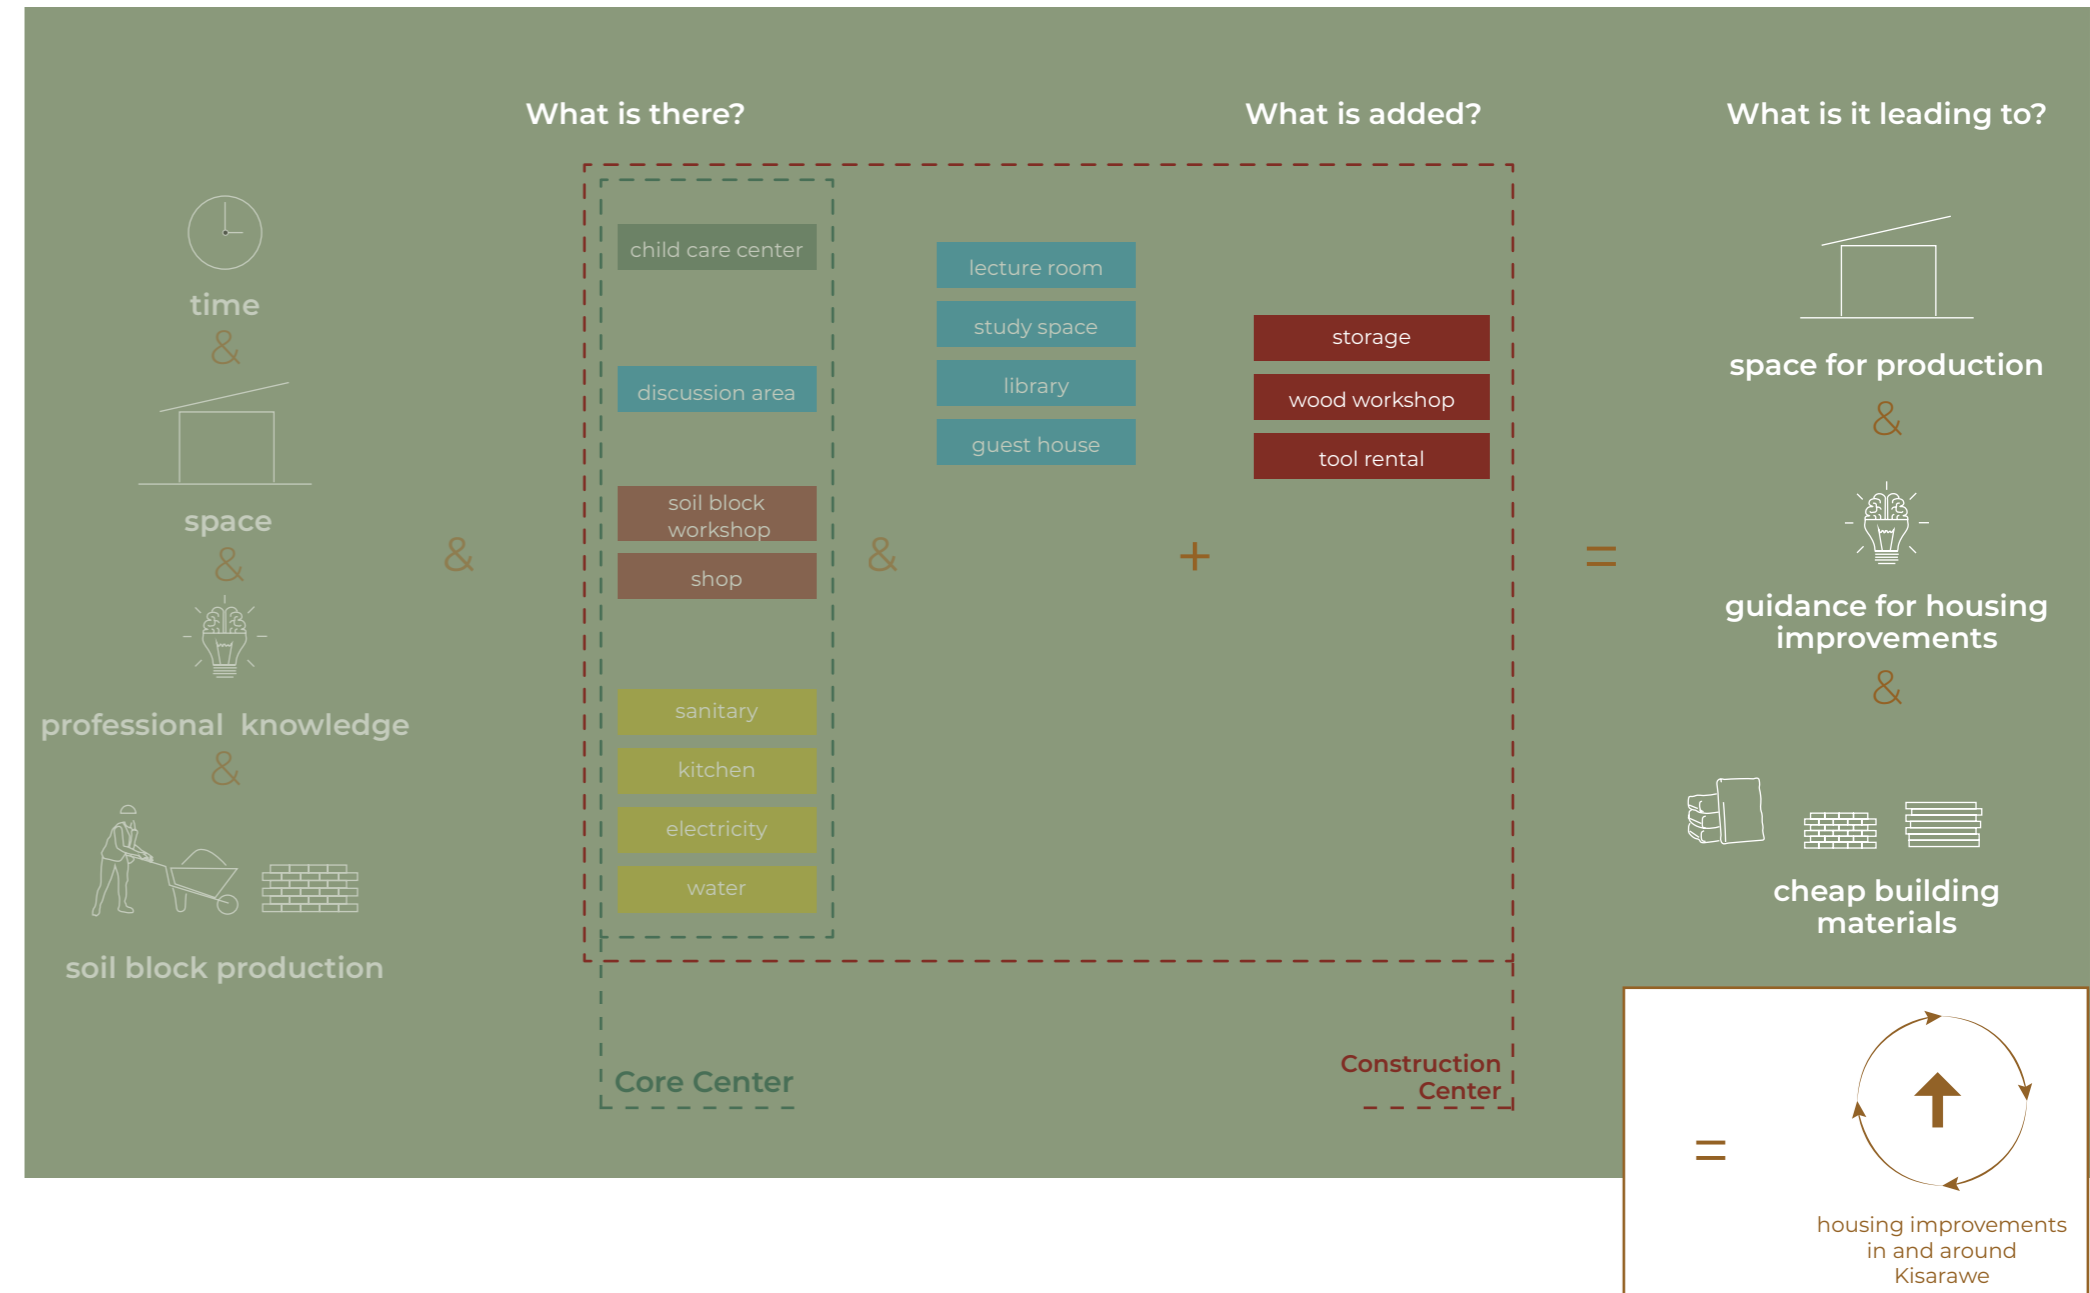 What is there?
What is added?
What is it leading to?
time
&
space
&
professional knowledge
&
soil block production
&
child care center
discussion area
soil block
workshop
shop
sanitary
kitchen
electricity
water
Core Center
&
lecture room
study space
library
guest house
+
storage
wood workshop
tool rental
Construction
Center
=
space for production
&
guidance for housing
improvements
&
cheap building
materials
=
housing improvements
in and around
Kisarawe